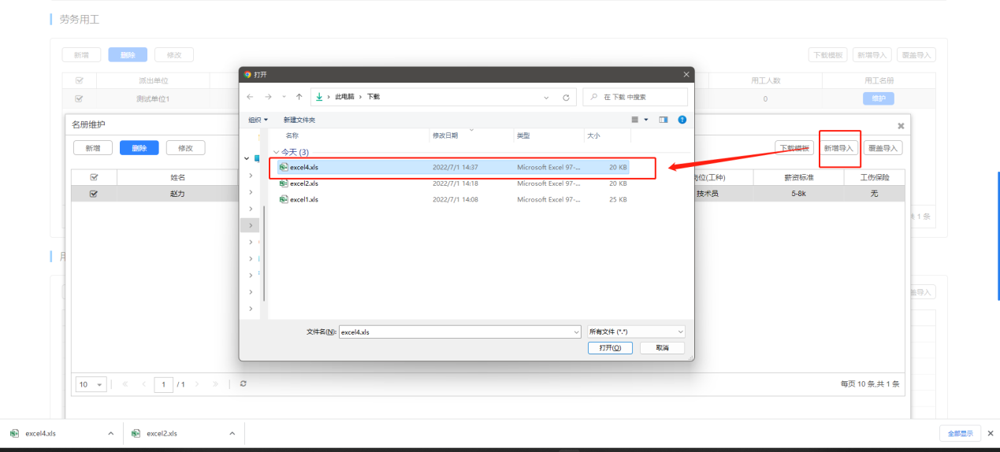 劳务用工
新增 删除 修改 下载模板 新增导入 覆盖导入
派出单位 用工人数 用工名册
测试单位1 0 维护
打开
此电脑 › 下载 在 下载 中搜索
组织 新建文件夹
名称 修改日期 类型 大小
今天 (3)
excel4.xls 2022/7/1 14:37 Microsoft Excel 97-... 20 KB
excel2.xls 2022/7/1 14:18 Microsoft Excel 97-... 20 KB
excel1.xls 2022/7/1 14:08 Microsoft Excel 97-... 25 KB
文件名(N): excel4.xls 所有文件 (*.*)
打开(O) 取消
名册维护
新增 删除 修改 下载模板 新增导入 覆盖导入
姓名 岗位(工种) 薪资标准 工伤保险
赵力 技术员 5-8k 无
共 1 条
用
盖导入
10 1 / 1 每页 10 条,共 1 条
excel4.xls excel2.xls 全部显示